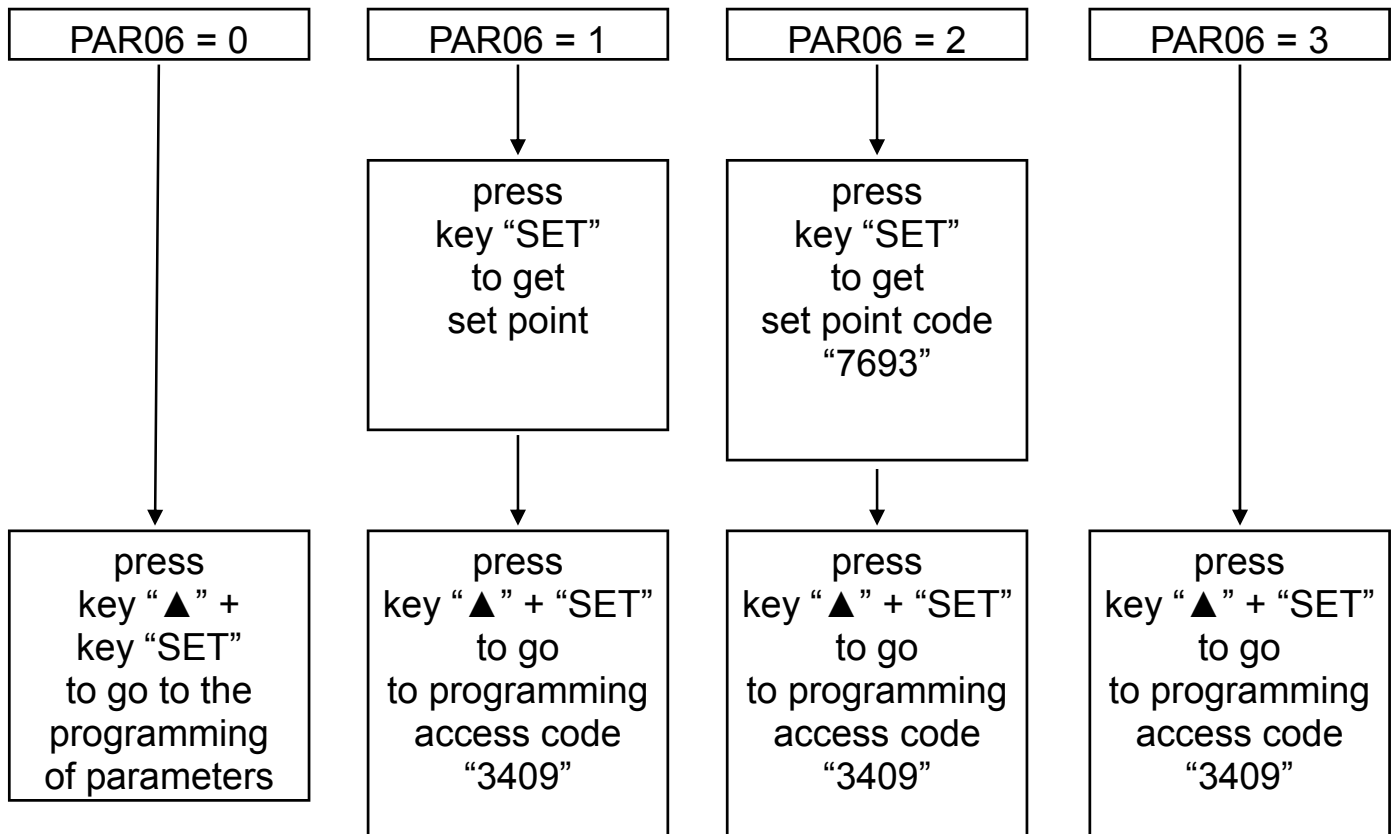 PAR06 = 0
PAR06 = 1
PAR06 = 2
PAR06 = 3
press
key “SET”
to get
set point
press
key “SET”
to get
set point code
“7693”
press
key “▲” +
key “SET”
to go to the
programming
of parameters
press
key “▲” + “SET”
to go
to programming
access code
“3409”
press
key “▲” + “SET”
to go
to programming
access code
“3409”
press
key “▲” + “SET”
to go
to programming
access code
“3409”